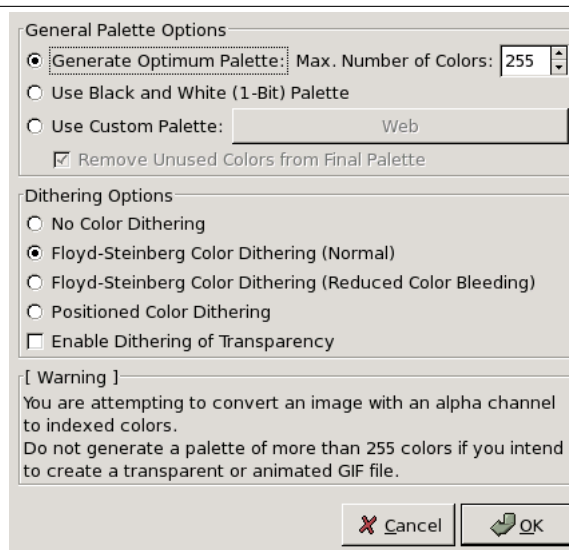 General Palette Options
Generate Optimum Palette: Max. Number of Colors: 255
Use Black and White (1-Bit) Palette
Use Custom Palette: Web
Remove Unused Colors from Final Palette
Dithering Options
No Color Dithering
Floyd-Steinberg Color Dithering (Normal)
Floyd-Steinberg Color Dithering (Reduced Color Bleeding)
Positioned Color Dithering
Enable Dithering of Transparency
[ Warning ]
You are attempting to convert an image with an alpha channel
to indexed colors.
Do not generate a palette of more than 255 colors if you intend
to create a transparent or animated GIF file.
Cancel OK